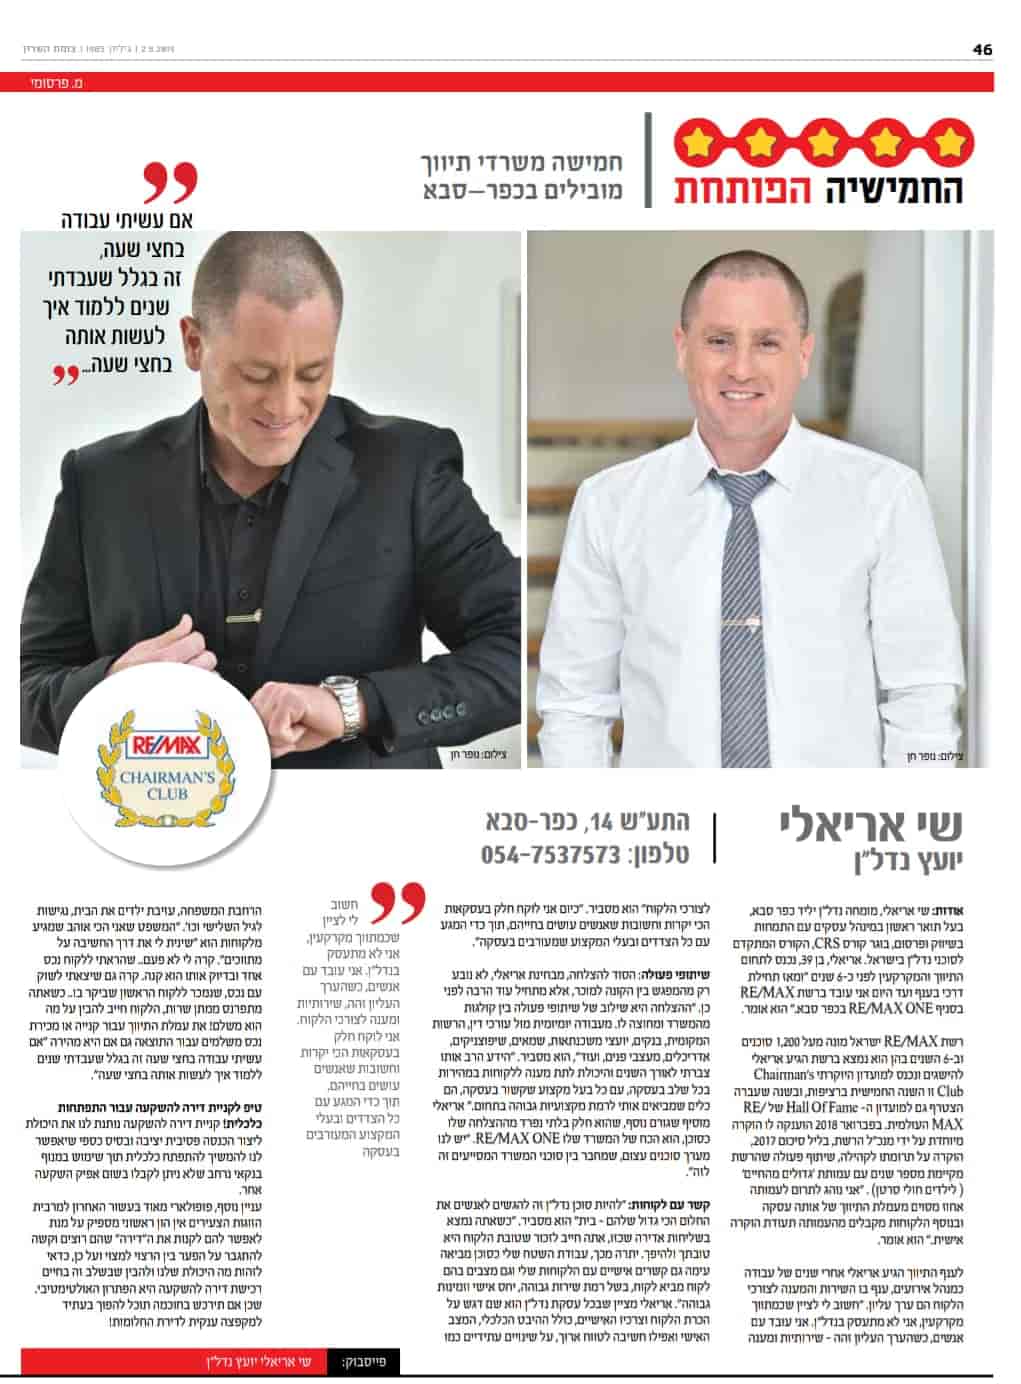 46
2.8.2018 | גיליון 1085 | צומת השרון
מ. פרסומי
החמישיה הפותחת
חמישה משרדי תיווך
מובילים בכפר-סבא
אם עשיתי עבודה
בחצי שעה,
זה בגלל שעבדתי
שנים ללמוד איך
לעשות אותה
בחצי שעה...
צילום: נופר חן
צילום: נופר חן
RE/MAX
CHAIRMAN'S
CLUB
שי אריאלי
יועץ נדל"ן
התע"ש 14, כפר-סבא
טלפון: 054-7537573
אודות: שי אריאלי, מומחה נדל"ן יליד כפר סבא,
בעל תואר ראשון במינהל עסקים עם התמחות
בשיווק ופרסום, בוגר קורס CRS, הקורס המתקדם
לסוכני נדל"ן בישראל. אריאלי, בן 39, נכנס לתחום
התיווך והמקרקעין לפני כ-6 שנים "ומאז תחילת
דרכי בענף ועד היום אני עובד ברשת RE/MAX
בסניף RE/MAX ONE בכפר סבא." הוא אומר.
רשת RE/MAX ישראל מונה מעל 1,200 סוכנים
וב-6 השנים בהן הוא נמצא ברשת הגיע אריאלי
להישגים ונכנס למועדון היוקרתי Chairman's
Club זו השנה החמישית ברציפות, ובשנה שעברה
הצטרף גם למועדון ה- Hall Of Fame של RE/
MAX העולמית. בפברואר 2018 הוענקה לו הוקרה
מיוחדת על ידי מנכ"ל הרשת, בליל סיכום 2017,
הוקרה על תרומתו לקהילה, שיתוף פעולה שהרשת
מקיימת מספר שנים עם עמותת 'גדולים מהחיים'
( לילדים חולי סרטן) . "אני נוהג לתרום לעמותה
אחוז מסוים מעמלת התיווך של אותה עסקה
ובנוסף הלקוחות מקבלים מהעמותה תעודת הוקרה
אישית." הוא אומר.
לענף התיווך הגיע אריאלי אחרי שנים של עבודה
כמנהל אירועים, ענף בו השירות והמענה לצורכי
הלקוח הם ערך עליון. "חשוב לי לציין שכמתווך
מקרקעין, אני לא מתעסק בנדל"ן. אני עובד עם
אנשים, כשהערך העליון זהה - שירותיות ומענה
לצורכי הלקוח" הוא מסביר. "כיום אני לוקח חלק בעסקאות
הכי יקרות וחשובות שאנשים עושים בחייהם, תוך כדי המגע
עם כל הצדדים ובעלי המקצוע שמעורבים בעסקה".
שיתופי פעולה: הסוד להצלחה, מבחינת אריאלי, לא נובע
רק מהמפגש בין הקונה למוכר, אלא מתחיל עוד הרבה לפני
כן, "ההצלחה היא שילוב של שיתופי פעולה בין קולגות
מהמשרד ומחוצה לו. מעבודה יומיומית מול עורכי דין, הרשות
המקומית, בנקים, יועצי משכנתאות, שמאים, שיפוצניקים,
אדריכלים, מעצבי פנים, ועוד", הוא מסביר. "הידע הרב אותו
צברתי לאורך השנים והיכולת לתת מענה ללקוחות במהירות
בכל שלב בעסקה, עם כל בעל מקצוע שקשור בעסקה, הם
כלים שמביאים אותי לרמת מקצועיות גבוהה בתחום." אריאלי
מוסיף שגורם נוסף, שהוא חלק בלתי נפרד מההצלחה שלו
כסוכן, הוא הכח של המשרד שלו RE/MAX ONE. "יש לנו
מערך סוכנים עצום, שמחבר בין סוכני המשרד המסייעים זה
לזה".
קשר עם לקוחות: "להיות סוכן נדל"ן זה להגשים לאנשים את
החלום הכי גדול שלהם - בית" הוא מסביר. "כשאתה נמצא
בשליחות אדירה שכזו, אתה חייב לזכור שטובת הלקוח היא
טובתך ולהיפך. יתרה מכך, עבודת השטח שלי כסוכן מביאה
עימה גם קשרים אישיים עם הלקוחות שלי וגם מצבים בהם
לקוח מביא לקוח, בשל רמת שירות גבוהה, יחס אישי וזמינות
גבוהה". אריאלי מציין שבכל עסקת נדל"ן הוא שם דגש על
הכרת הלקוח וצרכיו האישיים, כולל ההיבט הכלכלי, המצב
האישי ואפילו חשיבה לטווח ארוך, על שינויים עתידיים כמו
חשוב
לי לציין
שכמתווך מקרקעין,
אני לא מתעסק
בנדל"ן. אני עובד עם
אנשים, כשהערך
העליון זהה, שירותיות
ומענה לצורכי הלקוח.
אני לוקח חלק
בעסקאות הכי יקרות
וחשובות שאנשים
עושים בחייהם,
תוך כדי המגע עם
כל הצדדים ובעלי
המקצוע המעורבים
בעסקה
הרחבת המשפחה, עזיבת ילדים את הבית, נגישות
לגיל השלישי וכו'. "המשפט שאני הכי אוהב שמגיע
מלקוחות הוא "שינית לי את דרך החשיבה על
מתווכים". קרה לי לא פעם.. שהראתי ללקוח נכס
אחד ובדיוק אותו הוא קנה. קרה גם שיצאתי לשוק
עם נכס, שנמכר ללקוח הראשון שביקר בו.. כשאתה
מתפרנס ממתן שרות, הלקוח חייב להבין על מה
הוא משלם! את עמלת התיווך עבור קנייה או מכירת
נכס משלמים עבור התוצאה גם אם היא מהירה "אם
עשיתי עבודה בחצי שעה זה בגלל שעבדתי שנים
ללמוד איך לעשות אותה בחצי שעה".
טיפ לקניית דירה להשקעה עבור התפתחות
כלכלית! קניית דירה להשקעה נותנת לנו את היכולת
ליצור הכנסה פסיבית יציבה ובסיס כספי שיאפשר
לנו להמשיך להתפתח כלכלית תוך שימוש במנוף
בנקאי נרחב שלא ניתן לקבלו בשום אפיק השקעה
אחר.
עניין נוסף, פופולארי מאוד בעשור האחרון למרבית
הזוגות הצעירים אין הון ראשוני מספיק על מנת
לאפשר להם לקנות את ה"דירה" שהם רוצים וקשה
להתגבר על הפער בין הרצוי למצוי ועל כן, כדאי
לזהות מה היכולת שלנו ולהבין שבשלב זה בחיים
רכישת דירה להשקעה היא הפתרון האולטימטיבי.
שכן אם תירכש בחוכמה תוכל להפוך בעתיד
למקפצה ענקית לדירת החלומות!
פייסבוק: שי אריאלי יועץ נדל"ן